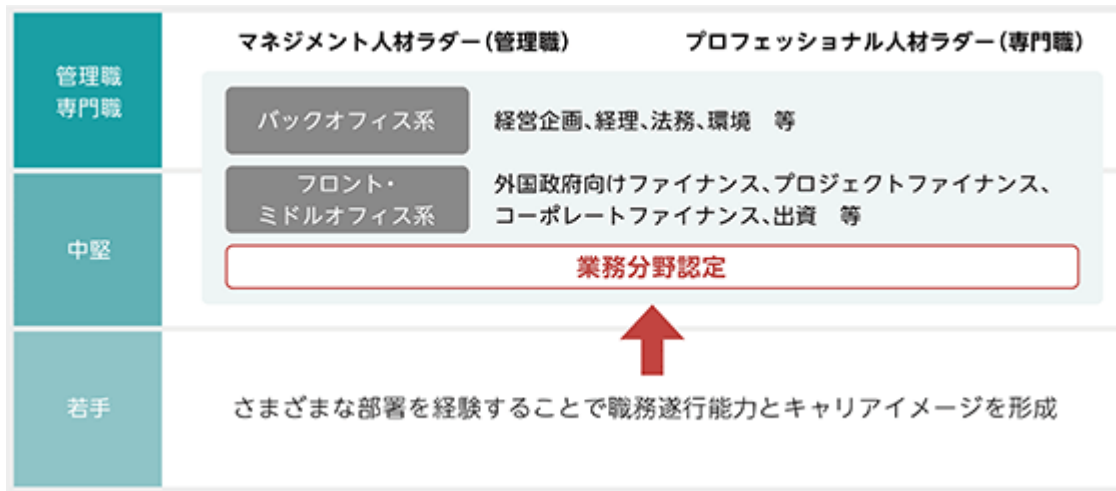 マネジメント人材ラダー(管理職)
プロフェッショナル人材ラダー(専門職)
管理職
専門職
バックオフィス系
経営企画、経理、法務、環境　等
フロント・
ミドルオフィス系
外国政府向けファイナンス、プロジェクトファイナンス、
コーポレートファイナンス、出資　等
中堅
業務分野認定
若手
さまざまな部署を経験することで職務遂行能力とキャリアイメージを形成